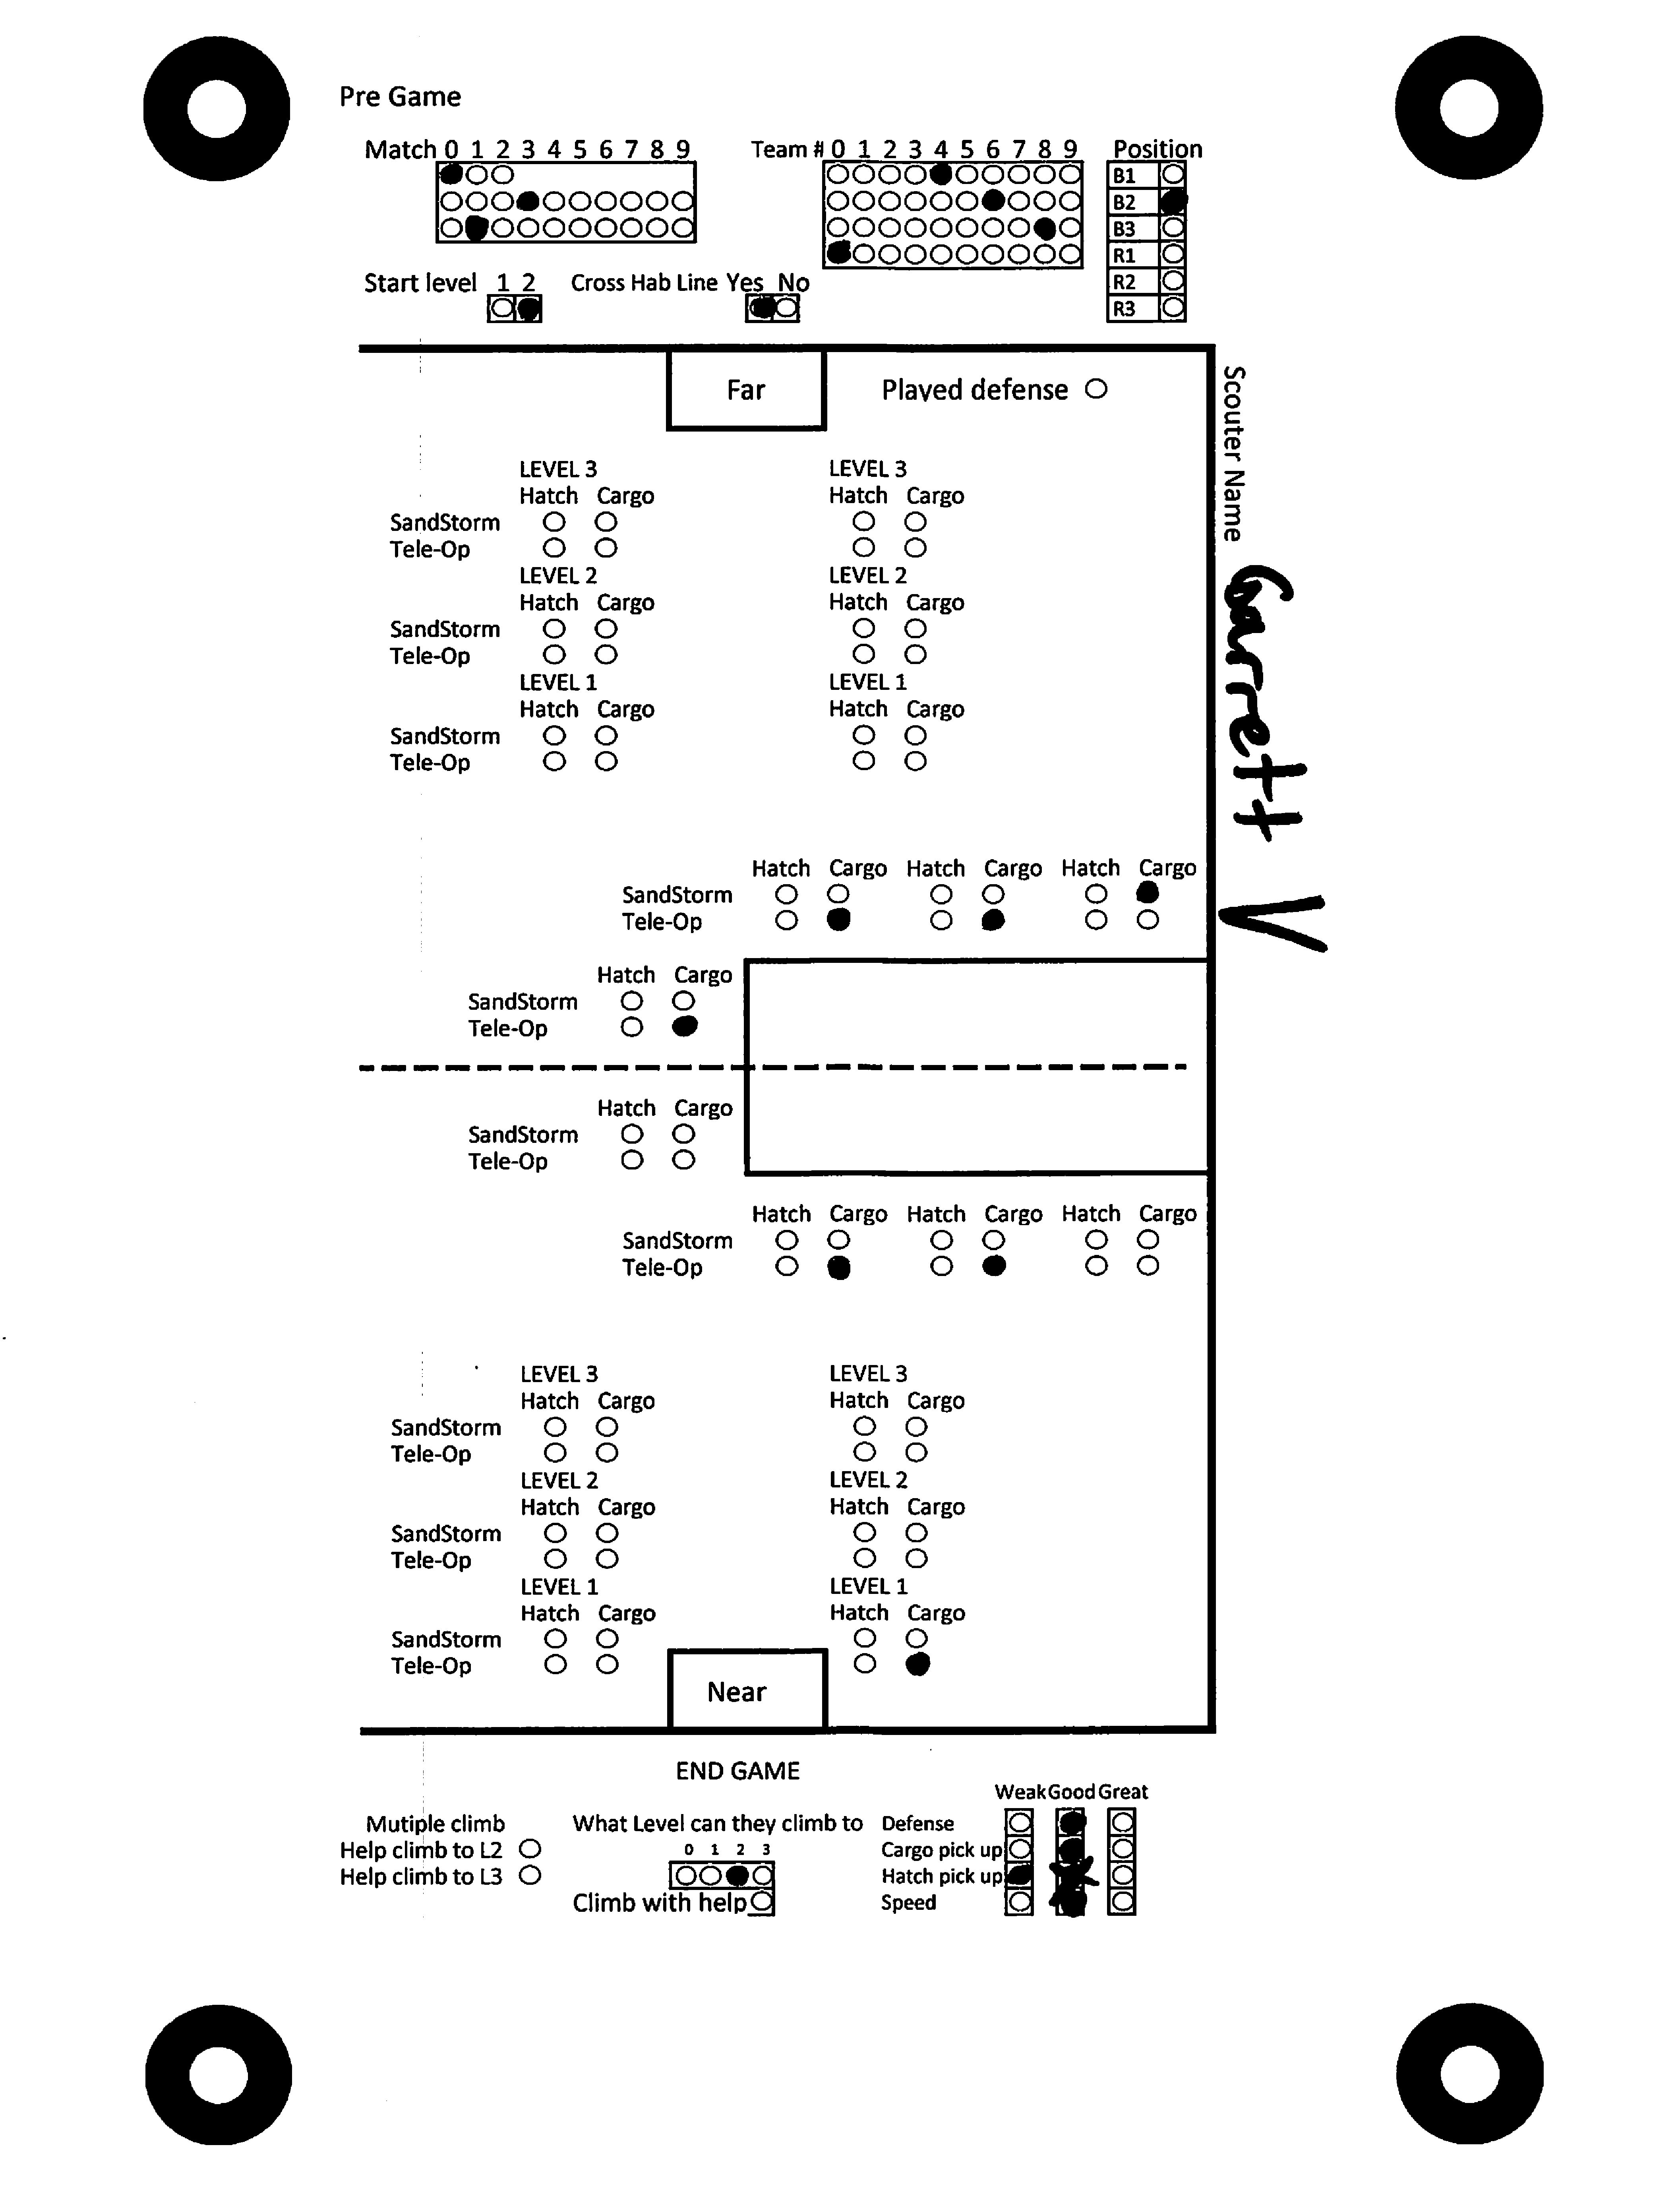 Pre Game
Match 0 1 2 3 4 5 6 7 8 9
Team # 0 1 2 3 4 5 6 7 8 9
Position
B1
B2
B3
R1
R2
R3
Start level 1 2
Cross Hab Line Yes No
Far
Played defense
Scouter Name Garrett V
LEVEL 3 LEVEL 3
Hatch Cargo Hatch Cargo
SandStorm
Tele-Op
LEVEL 2 LEVEL 2
Hatch Cargo Hatch Cargo
SandStorm
Tele-Op
LEVEL 1 LEVEL 1
Hatch Cargo Hatch Cargo
SandStorm
Tele-Op
Hatch Cargo Hatch Cargo Hatch Cargo
SandStorm
Tele-Op
Hatch Cargo
SandStorm
Tele-Op
Hatch Cargo
SandStorm
Tele-Op
Hatch Cargo Hatch Cargo Hatch Cargo
SandStorm
Tele-Op
LEVEL 3 LEVEL 3
Hatch Cargo Hatch Cargo
SandStorm
Tele-Op
LEVEL 2 LEVEL 2
Hatch Cargo Hatch Cargo
SandStorm
Tele-Op
LEVEL 1 LEVEL 1
Hatch Cargo Hatch Cargo
SandStorm
Tele-Op
Near
END GAME
Mutiple climb
Help climb to L2
Help climb to L3
What Level can they climb to
0 1 2 3
Climb with help
Weak Good Great
Defense
Cargo pick up
Hatch pick up
Speed